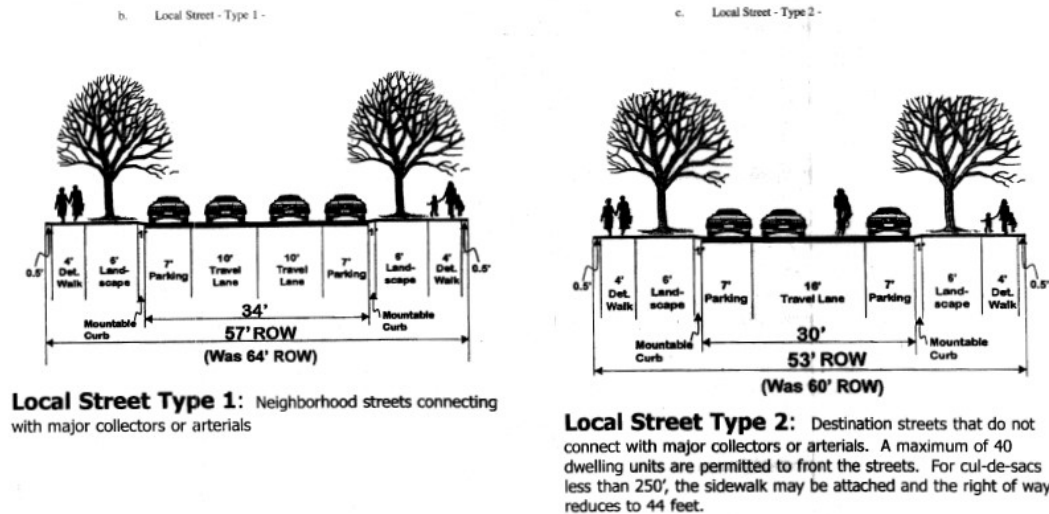 b. Local Street - Type 1 -
0.5'
4' Det. Walk
6' Land-scape
1'
7' Parking
10' Travel Lane
10' Travel Lane
7' Parking
1'
6' Land-scape
4' Det. Walk
0.5'
Mountable Curb
34'
Mountable Curb
57' ROW
(Was 64' ROW)
Local Street Type 1: Neighborhood streets connecting
with major collectors or arterials
c. Local Street - Type 2 -
0.5'
4' Det. Walk
6' Land-scape
1'
7' Parking
16' Travel Lane
7' Parking
1'
6' Land-scape
4' Det. Walk
0.5'
Mountable Curb
30'
Mountable Curb
53' ROW
(Was 60' ROW)
Local Street Type 2: Destination streets that do not
connect with major collectors or arterials. A maximum of 40
dwelling units are permitted to front the streets. For cul-de-sacs
less than 250', the sidewalk may be attached and the right of way
reduces to 44 feet.